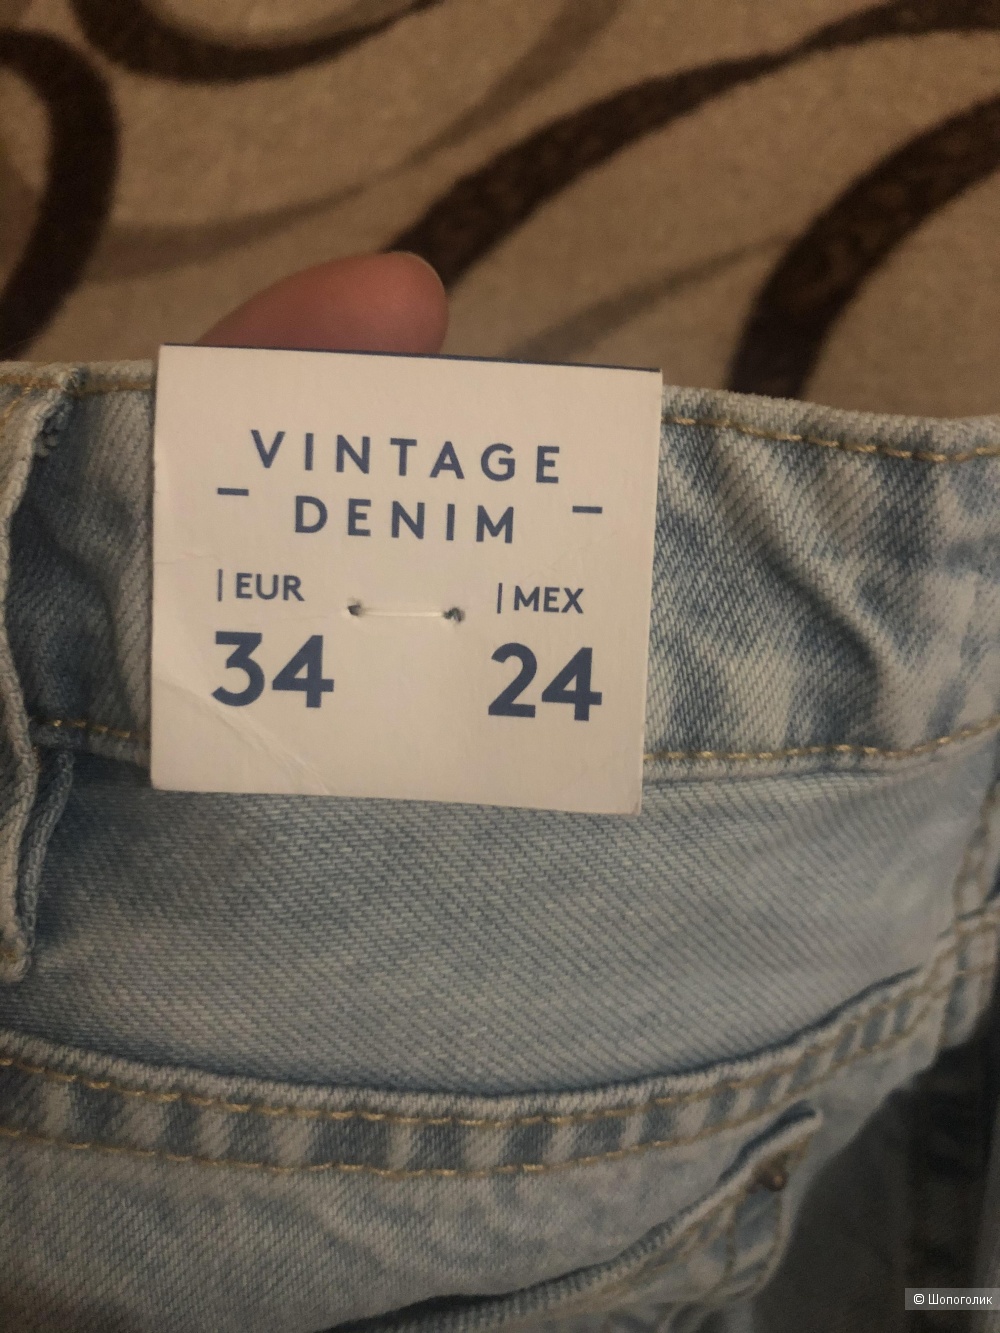 VINTAGE
– DENIM –
| EUR | MEX
34 24
© Шопоголик